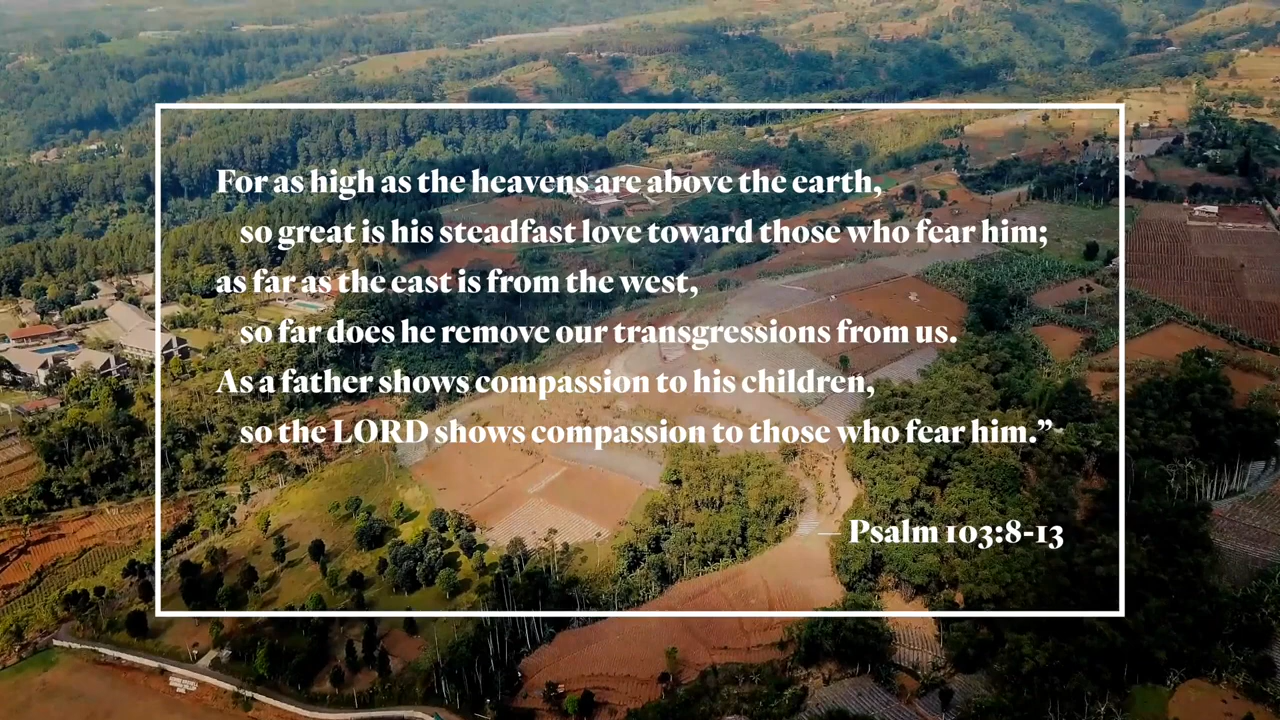 For as high as the heavens are above the earth,
so great is his steadfast love toward those who fear him;
as far as the east is from the west,
so far does he remove our transgressions from us.
As a father shows compassion to his children,
so the LORD shows compassion to those who fear him.”
— Psalm 103:8-13